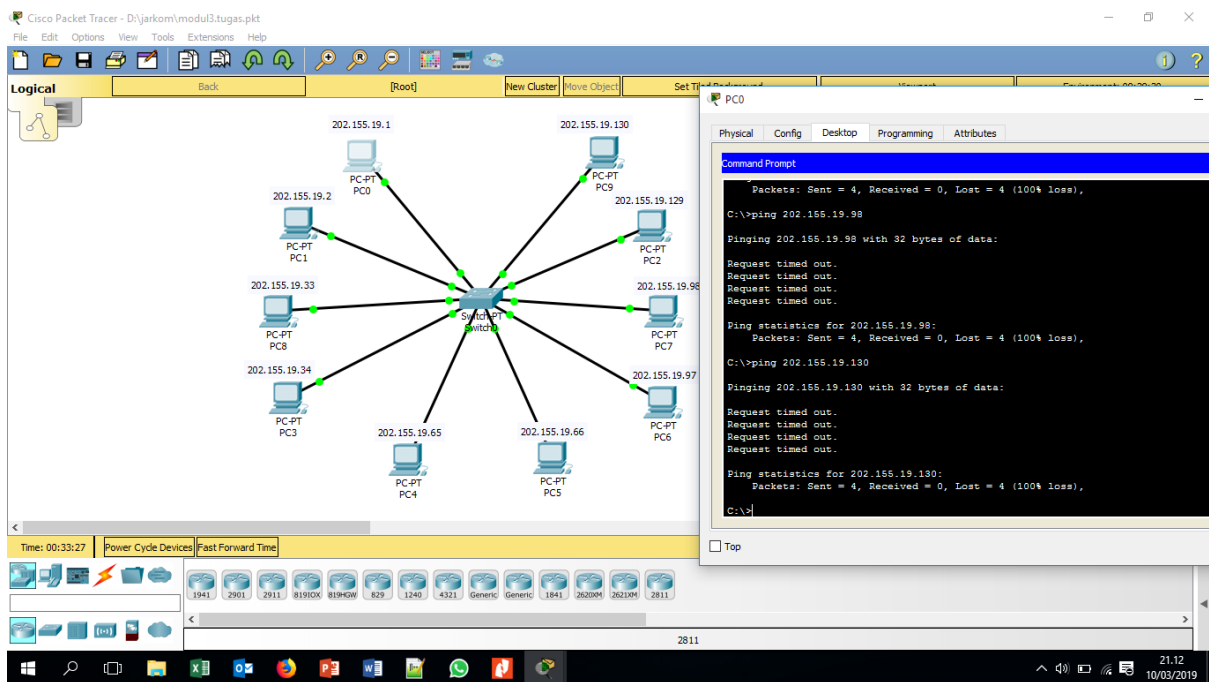 Cisco Packet Tracer - D:\jarkom\modul3.tugas.pkt
File Edit Options View Tools Extensions Help
Logical
Back
[Root]
New Cluster
Move Object
Set Til
202.155.19.1
PC-PT
PC0
202.155.19.130
PC-PT
PC9
202.155.19.2
PC-PT
PC1
202.155.19.129
PC-PT
PC2
202.155.19.33
PC-PT
PC8
202.155.19.98
PC-PT
PC7
Switch-PT
Switch0
202.155.19.34
PC-PT
PC3
202.155.19.97
PC-PT
PC6
202.155.19.65
PC-PT
PC4
202.155.19.66
PC-PT
PC5
PC0
Physical Config Desktop Programming Attributes
Command Prompt
Packets: Sent = 4, Received = 0, Lost = 4 (100% loss),
C:\>ping 202.155.19.98
Pinging 202.155.19.98 with 32 bytes of data:
Request timed out.
Request timed out.
Request timed out.
Request timed out.
Ping statistics for 202.155.19.98:
Packets: Sent = 4, Received = 0, Lost = 4 (100% loss),
C:\>ping 202.155.19.130
Pinging 202.155.19.130 with 32 bytes of data:
Request timed out.
Request timed out.
Request timed out.
Request timed out.
Ping statistics for 202.155.19.130:
Packets: Sent = 4, Received = 0, Lost = 4 (100% loss),
C:\>
Top
Time: 00:33:27 Power Cycle Devices Fast Forward Time
1941 2901 2911 819IOX 819HGW 829 1240 4321 Generic Generic 1841 2620XM 2621XM 2811
2811
21.12
10/03/2019